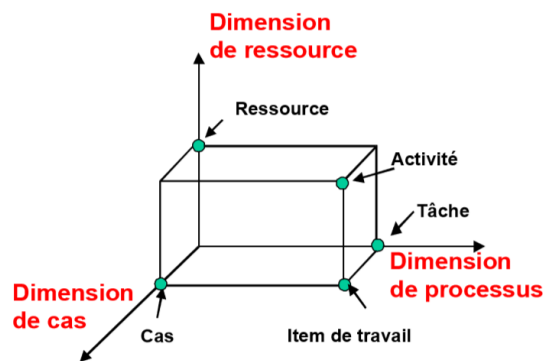 Dimension
de ressource
Ressource
Activité
Tâche
Dimension
de processus
Dimension
de cas
Cas
Item de travail